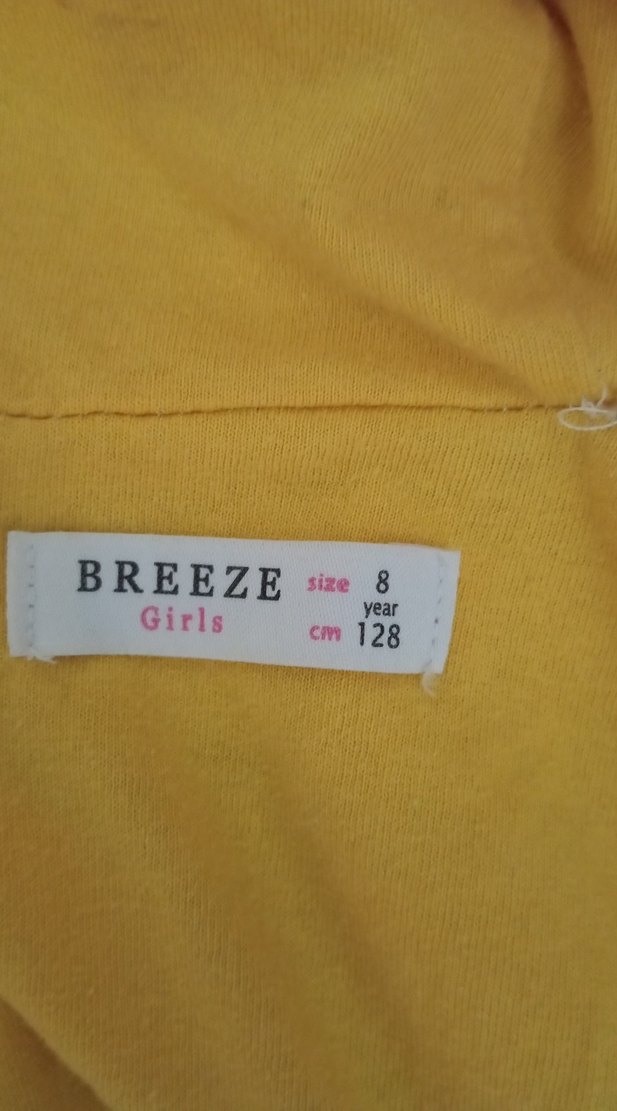 BREEZE
Girls
size 8
year
cm 128